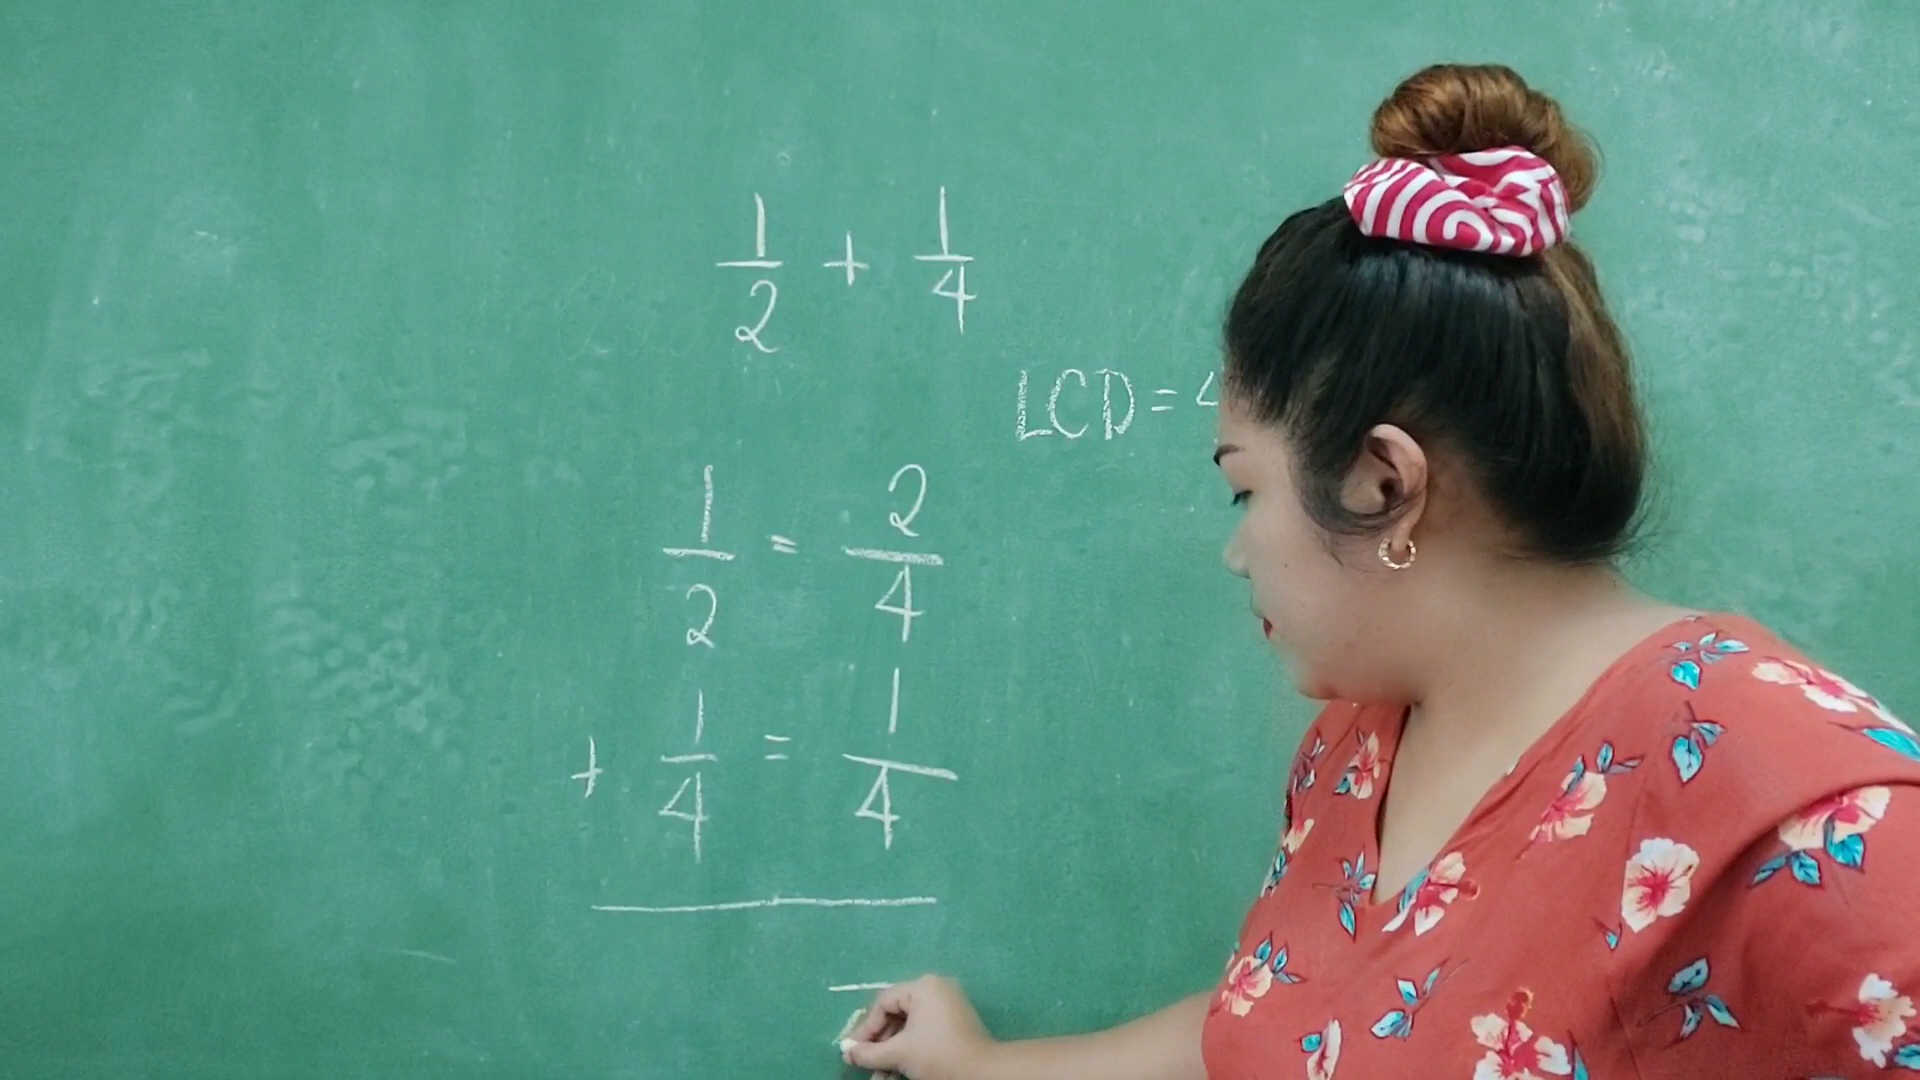 1/2 + 1/4
LCD = 4
1/2 = 2/4
+ 1/4 = 1/4